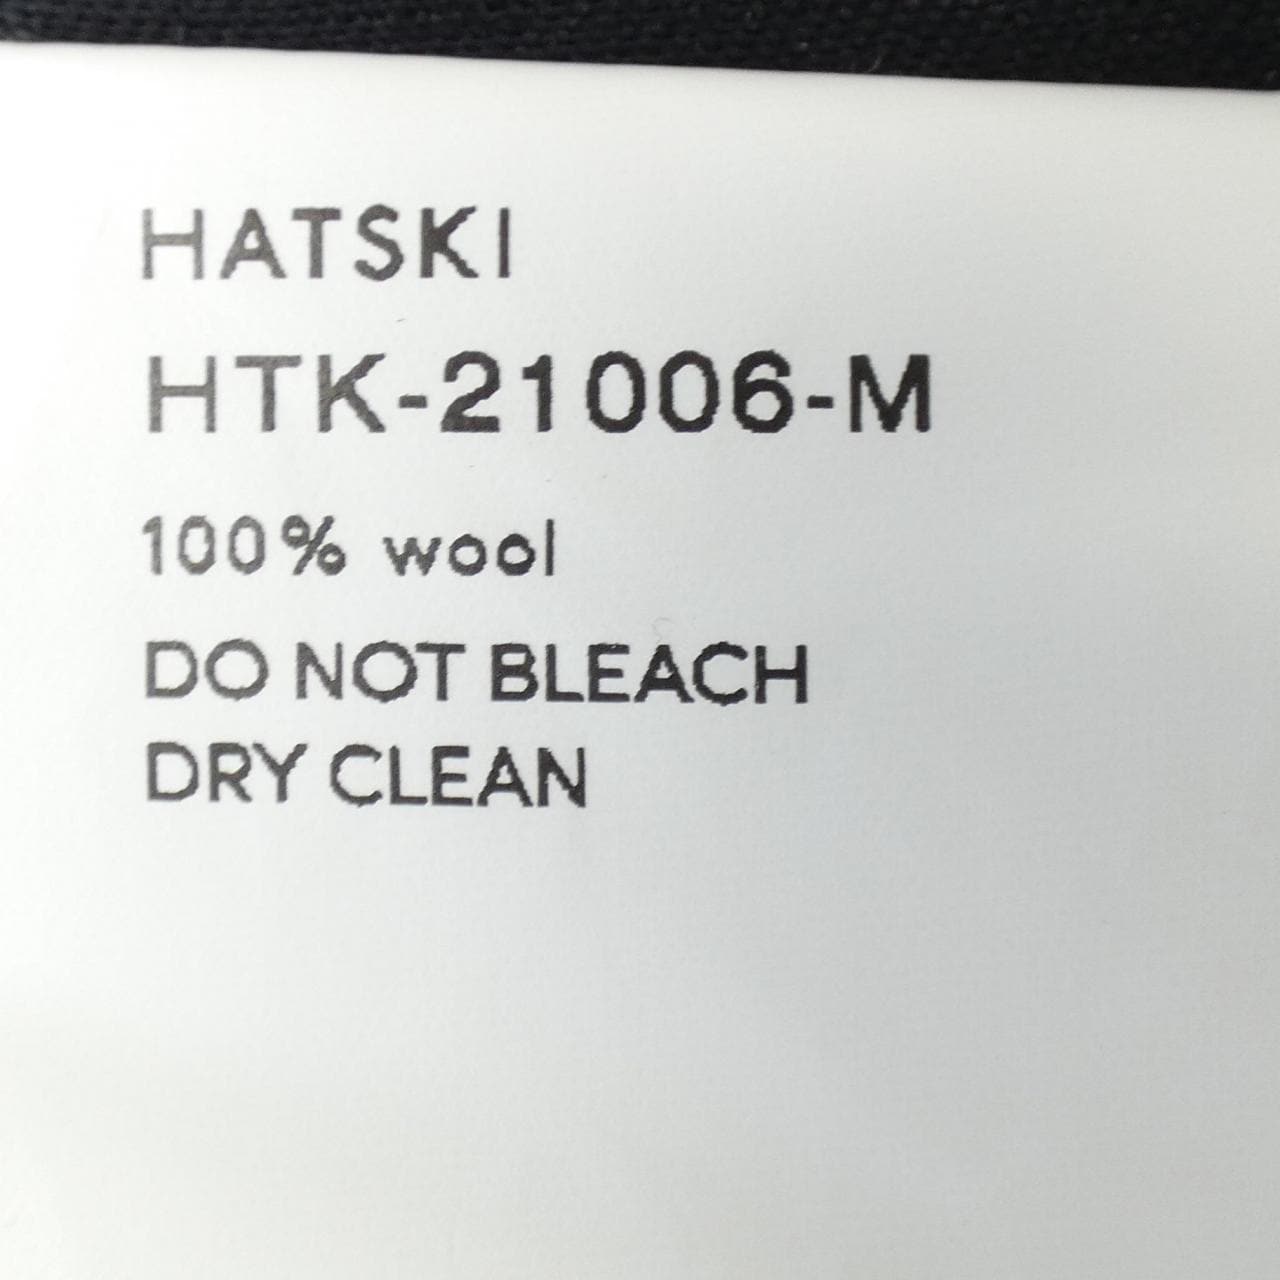 HATSKI
HTK-21006-M
100% wool
DO NOT BLEACH
DRY CLEAN